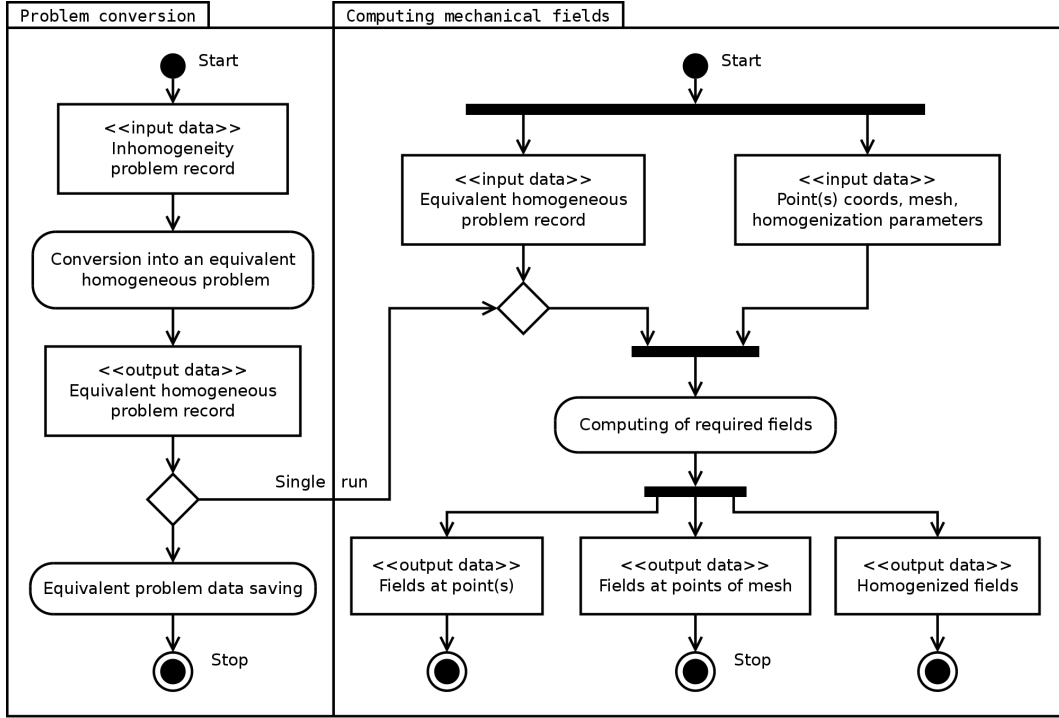 Problem conversion
Computing mechanical fields
Start
<<input data>>
Inhomogeneity
problem record
Conversion into an equivalent
homogeneous problem
<<output data>>
Equivalent homogeneous
problem record
Single run
Equivalent problem data saving
Stop
Start
<<input data>>
Equivalent homogeneous
problem record
<<input data>>
Point(s) coords, mesh,
homogenization parameters
Computing of required fields
<<output data>>
Fields at point(s)
<<output data>>
Fields at points of mesh
<<output data>>
Homogenized fields
Stop